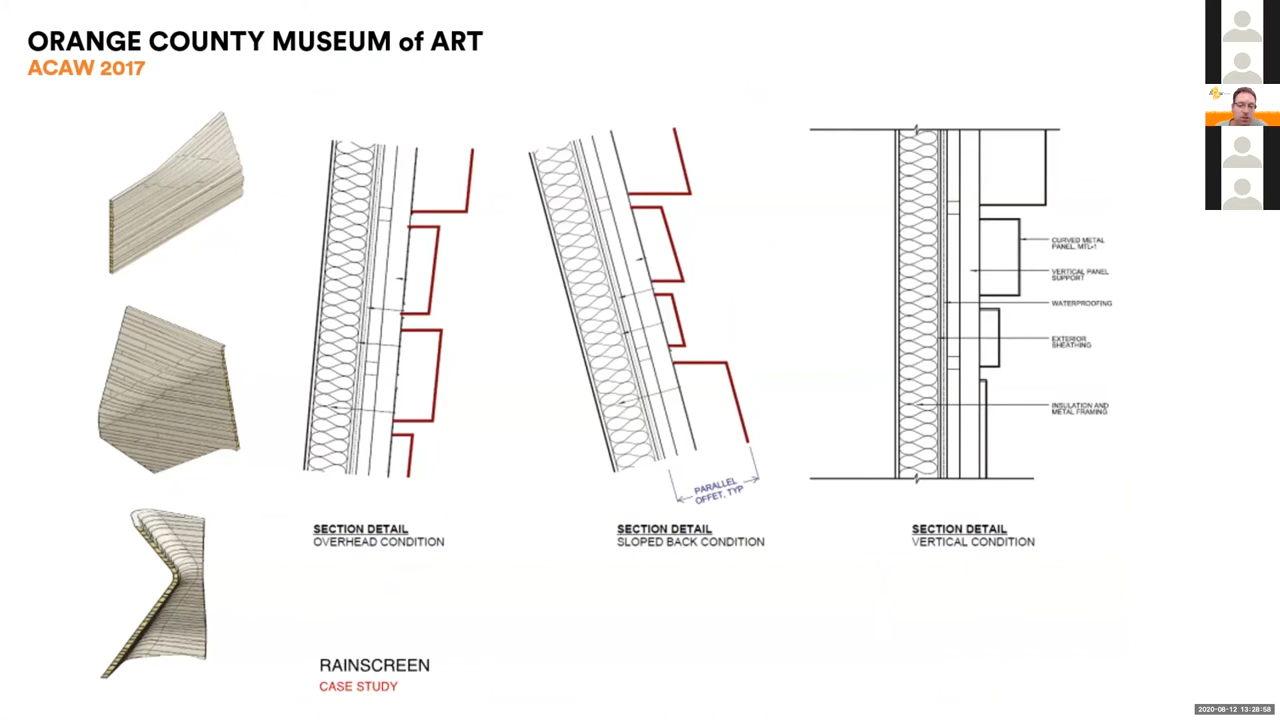 ORANGE COUNTY MUSEUM of ART
ACAW 2017
CURVED METAL
PANEL, MTL-1
VERTICAL PANEL
SUPPORT
WATERPROOFING
EXTERIOR
SHEATHING
INSULATION AND
METAL FRAMING
PARALLEL
OFFET, TYP
SECTION DETAIL
OVERHEAD CONDITION
SECTION DETAIL
SLOPED BACK CONDITION
SECTION DETAIL
VERTICAL CONDITION
RAINSCREEN
CASE STUDY
2020-08-12 13:28:58